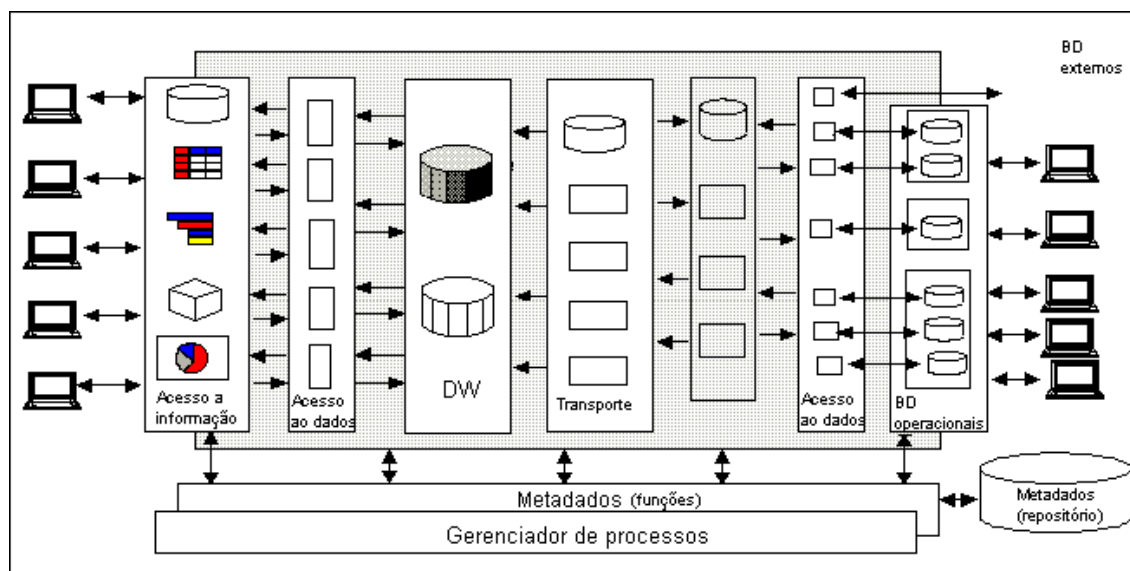 BD
externos
Acesso a
informação
Acesso
ao dados
DW
Transporte
Acesso
ao dados
BD
operacionais
Metadados (funções)
Gerenciador de processos
Metadados
(repositório)